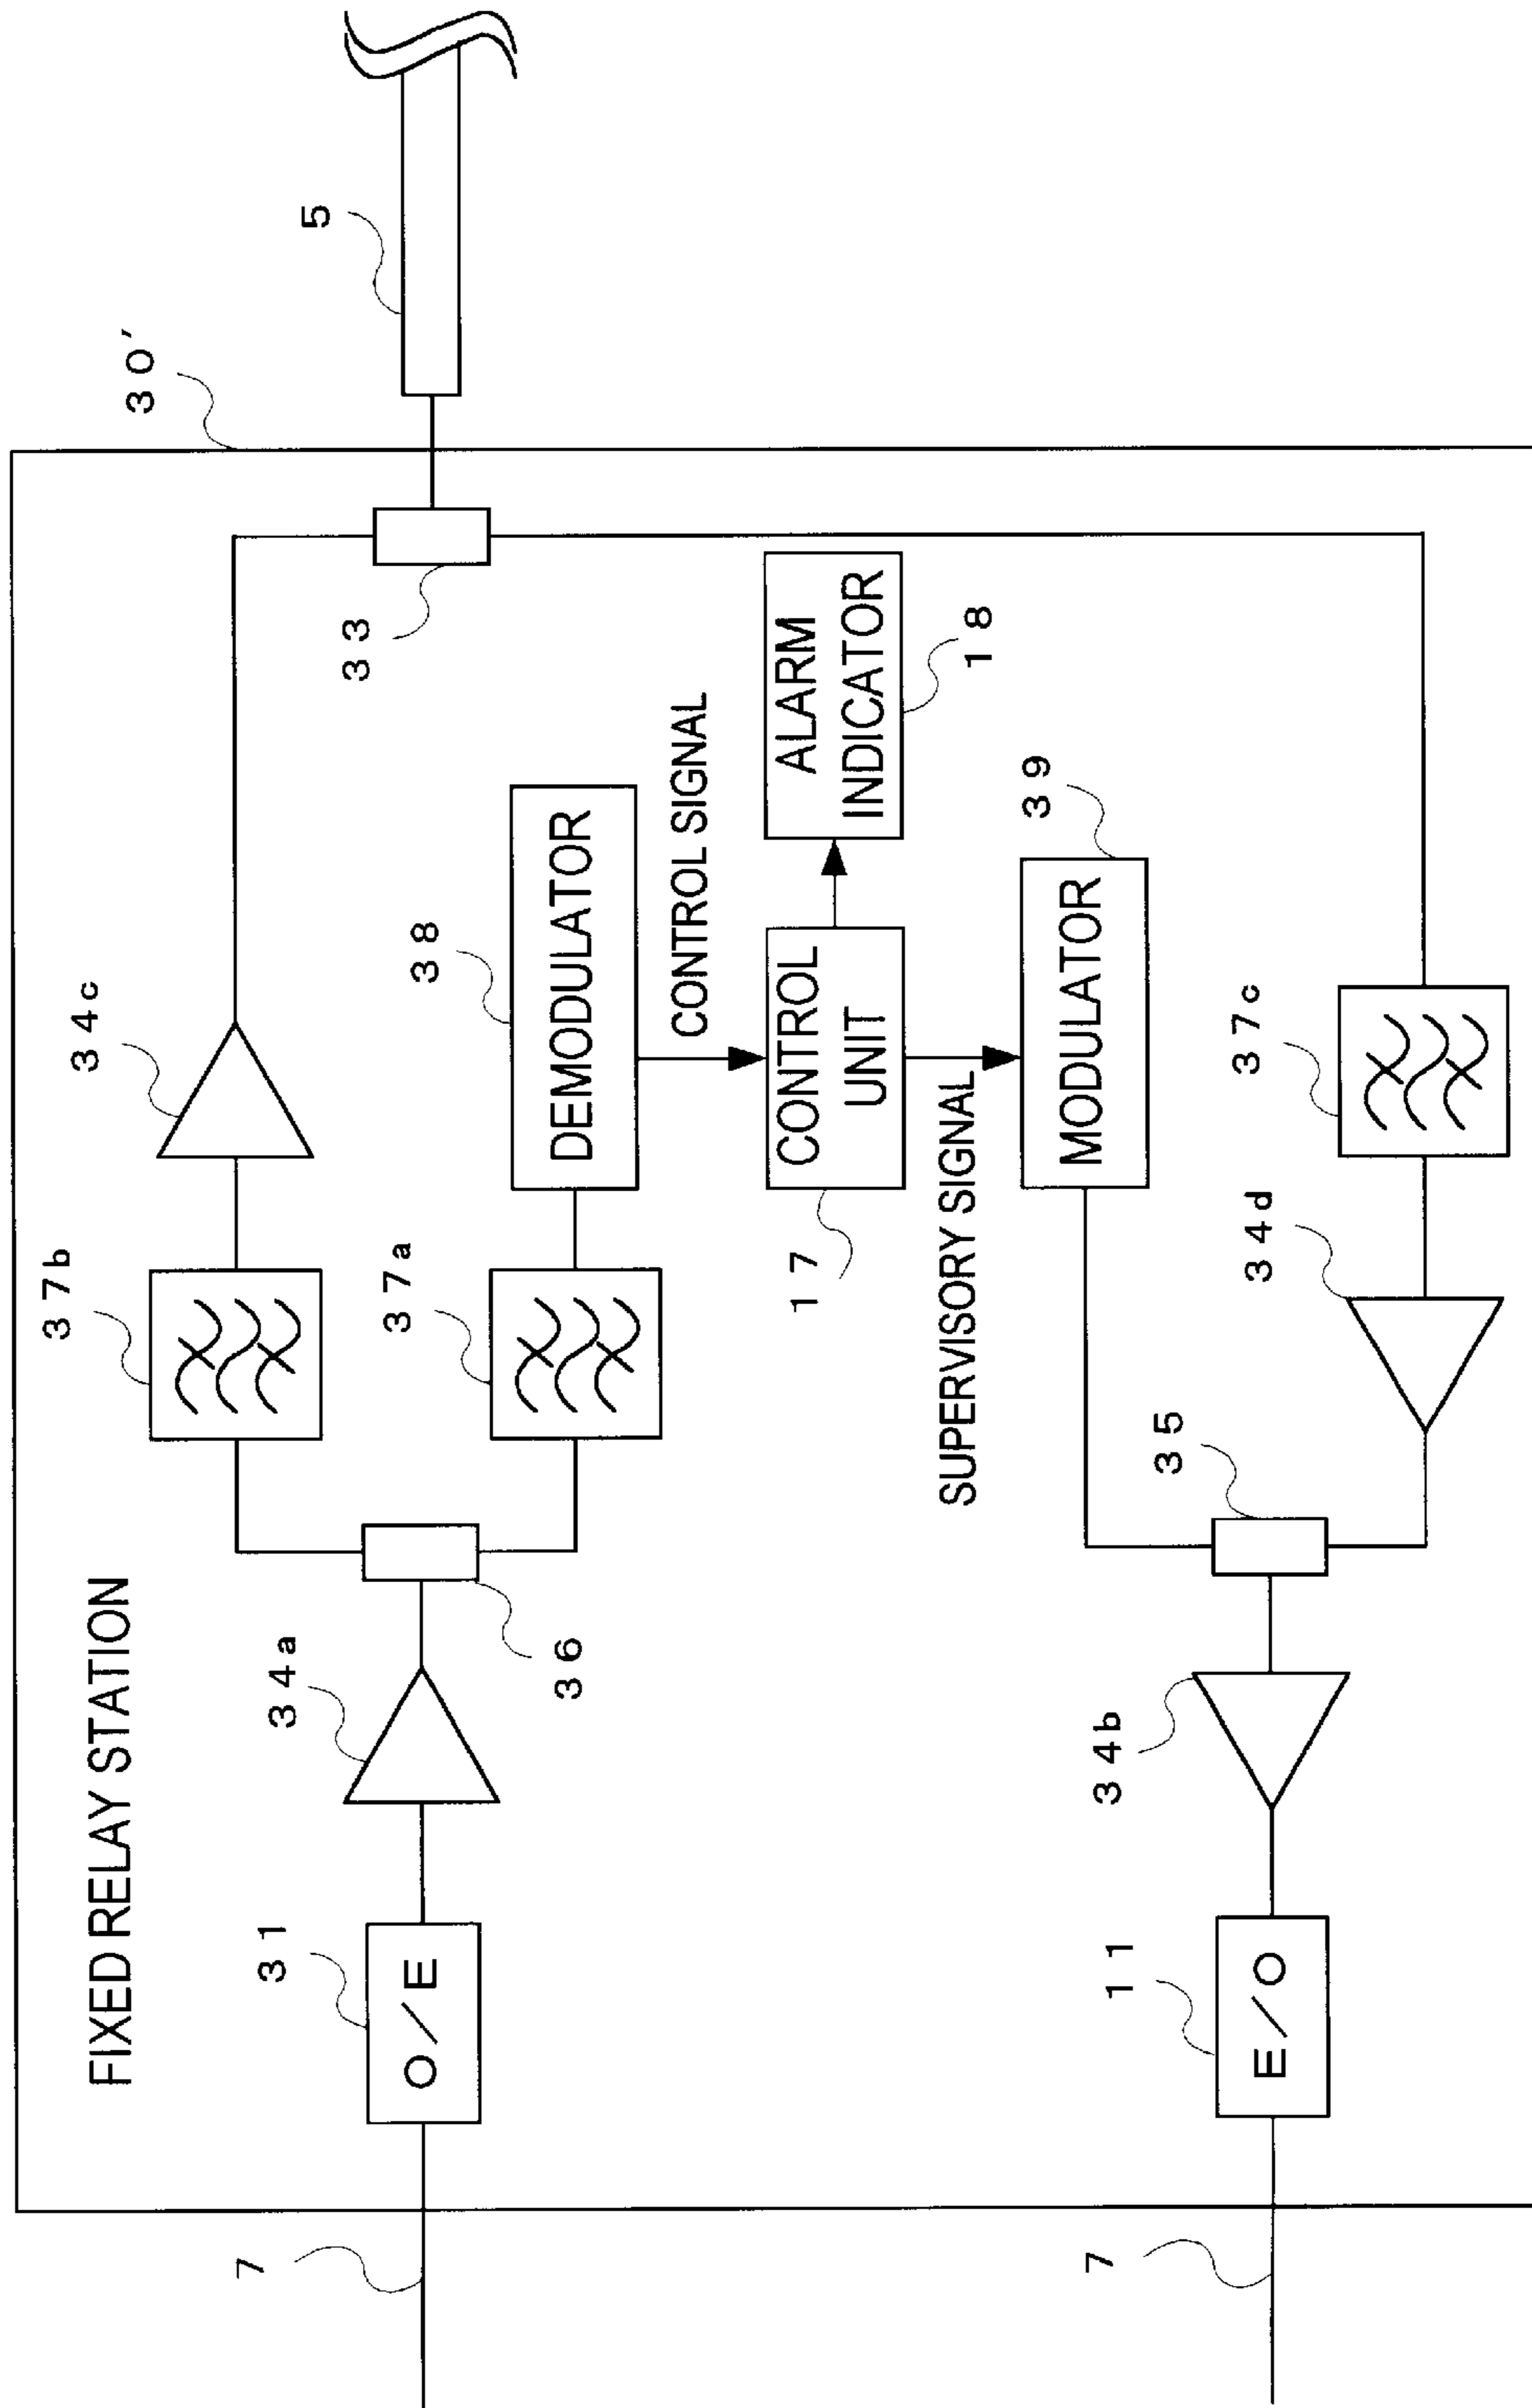 FIXED RELAY STATION
30'
5
7
31
O/E
34a
36
37b
34c
37a
38
DEMODULATOR
33
CONTROL SIGNAL
17
CONTROL
UNIT
ALARM
INDICATOR
18
SUPERVISORY SIGNAL
39
MODULATOR
7
11
E/O
34b
35
34d
37c